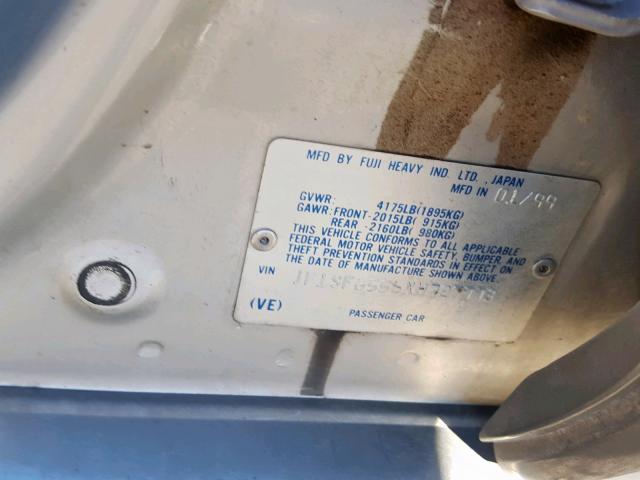 MFD BY FUJI HEAVY IND. LTD., JAPAN
MFD IN 01/99
GVWR: 4175LB(1895KG)
GAWR: FRONT-2015LB( 915KG)
REAR -2160LB( 980KG)
THIS VEHICLE CONFORMS TO ALL APPLICABLE
FEDERAL MOTOR VEHICLE SAFETY, BUMPER, AND
THEFT PREVENTION STANDARDS IN EFFECT ON
THE DATE OF MANUFACTURE SHOWN ABOVE.
VIN
(VE)
PASSENGER CAR